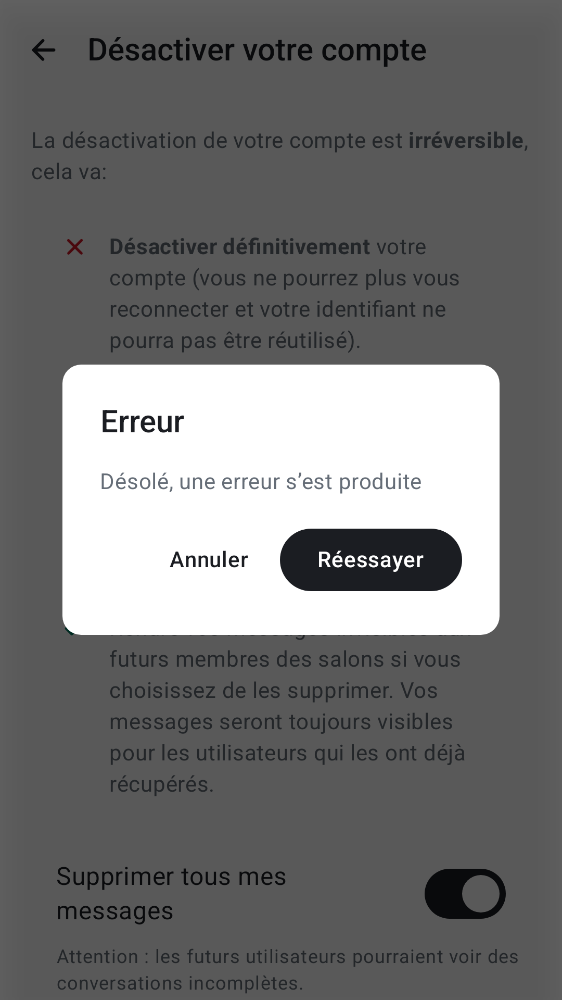 Désactiver votre compte
La désactivation de votre compte est irréversible,
cela va:
Désactiver définitivement votre
compte (vous ne pourrez plus vous
reconnecter et votre identifiant ne
pourra pas être réutilisé).
Erreur
Désolé, une erreur s’est produite
Annuler
Réessayer
futurs membres des salons si vous
choisissez de les supprimer. Vos
messages seront toujours visibles
pour les utilisateurs qui les ont déjà
récupérés.
Supprimer tous mes
messages
Attention : les futurs utilisateurs pourraient voir des
conversations incomplètes.